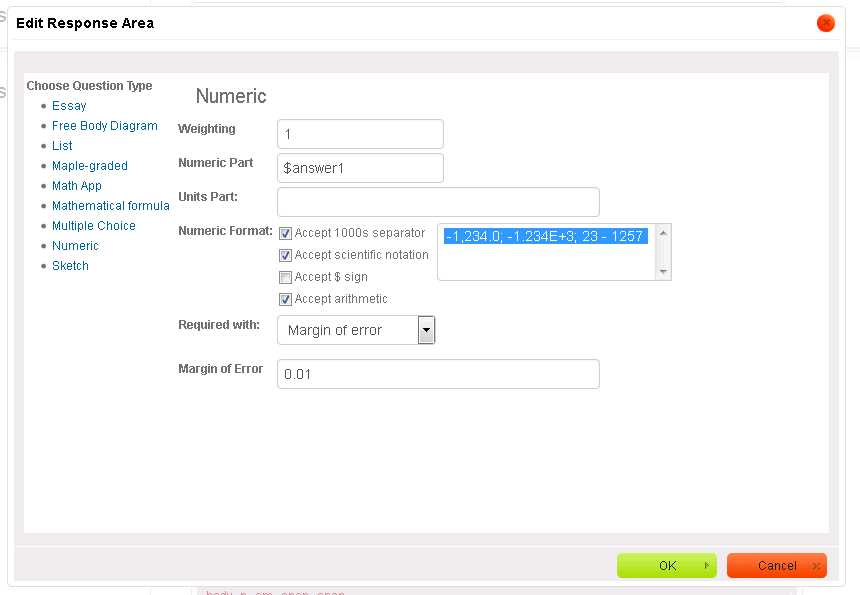 Edit Response Area
Choose Question Type
Essay
Free Body Diagram
List
Maple-graded
Math App
Mathematical formula
Multiple Choice
Numeric
Sketch
Numeric
Weighting
1
Numeric Part
$answer1
Units Part:
Numeric Format:
Accept 1000s separator
Accept scientific notation
Accept $ sign
Accept arithmetic
-1,234.0; -1.234E+3; 23 - 1257
Required with:
Margin of error
Margin of Error
0.01
OK
Cancel